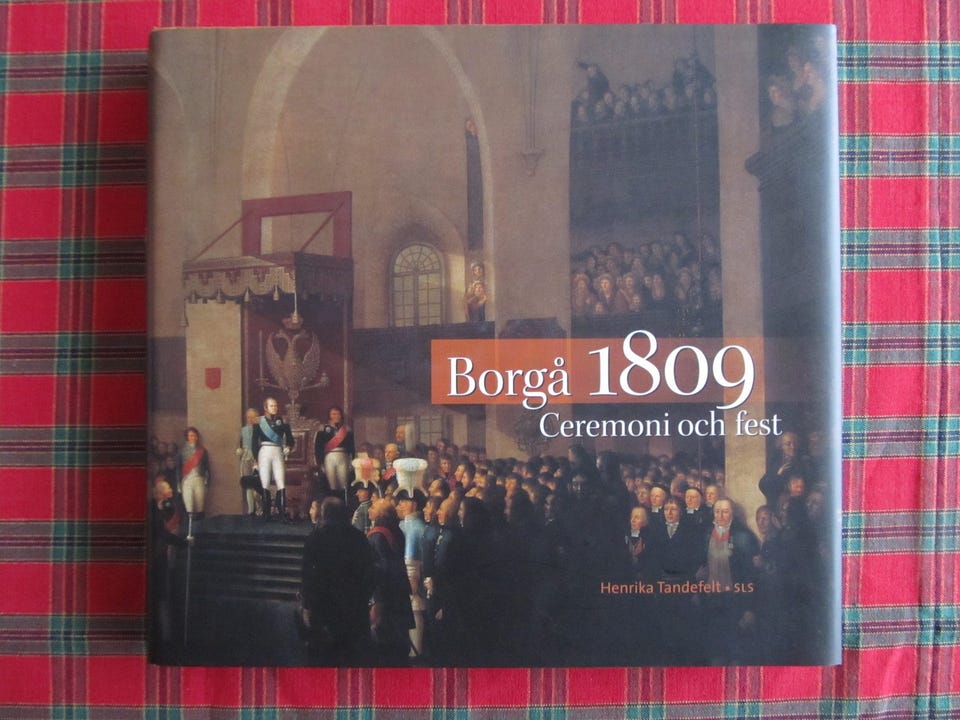 Borgå 1809
Ceremoni och fest
Henrika Tandefelt • SLS